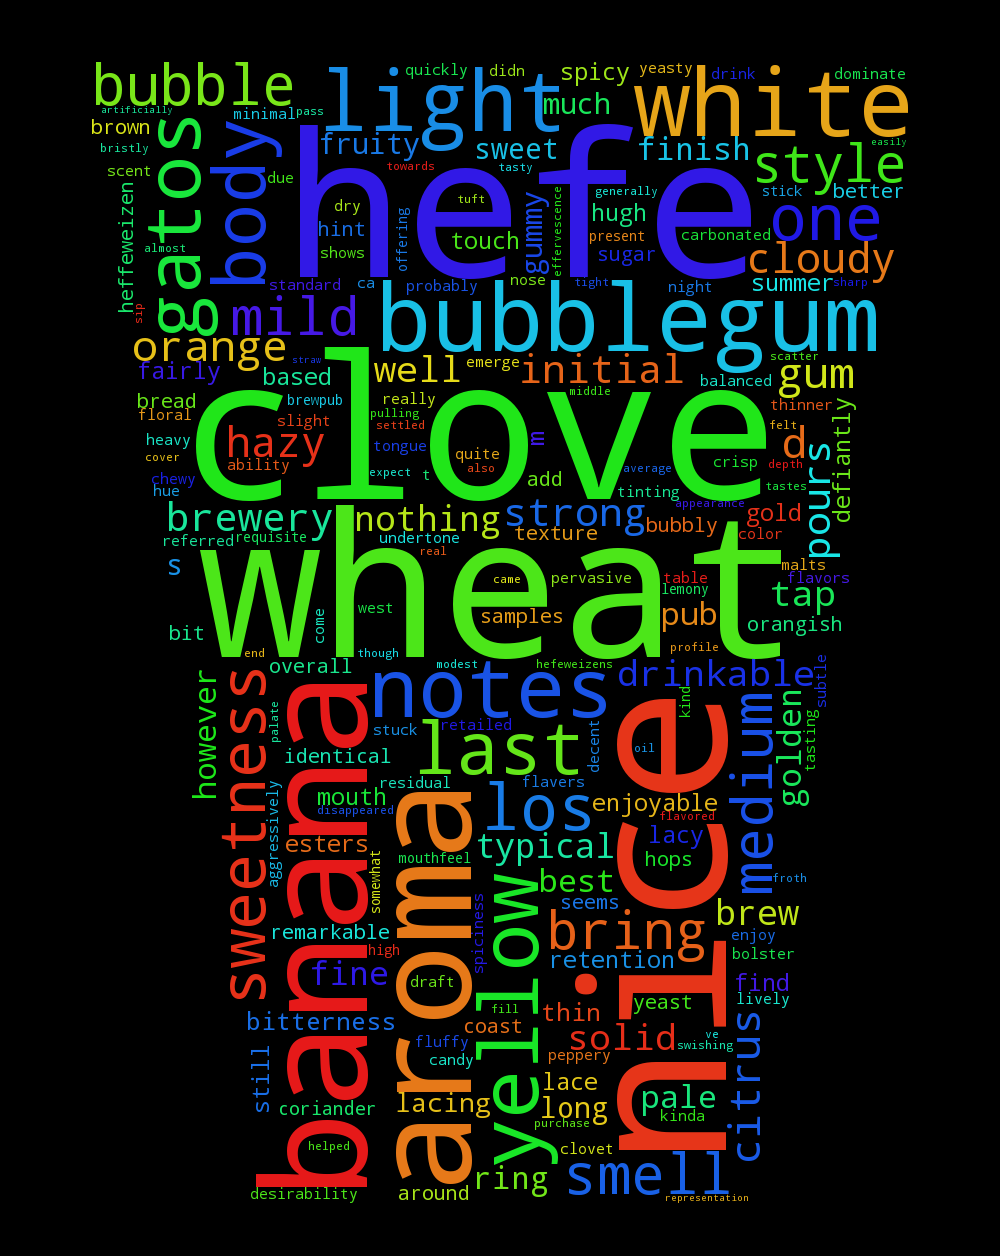 bubble
light
quickly
didn
spicy
yeasty
drink
white
dominate
artificially
minimal
pass
much
brown
gatos
body
fruity
hefe
sweet
finish
easily
bristly
towards
tasty
style
scent
due
generally
stick
better
heffeweizen
dry
tuft
gummy
effervescence
hugh
one
hint
offering
touch
present
carbonated
almost
shows
sugar
cloudy
standard
ca
probably
nose
tight
night
summer
sharp
sip
mild
bubblegum
orange
straw
well
emerge
initial
scatter
fairly
based
balanced
gum
bread
brewpub
really
middle
thinner
floral
slight
pulling
settled
felt
defiantly
heavy
hazy
clove
tongue
quite
m
d
cover
ability
also
average
crisp
depth
pours
chewy
expect
t
add
tastes
hue
tinting
appearance
brewery
nothing
strong
bubbly
gold
referred
requisite
undertone
texture
color
real
s
wheat
came
pervasive
table
malts
flavors
lemony
west
samples
pub
tap
come
orangish
bit
end
though
profile
overall
modest
hefeweizens
drinkable
subtle
however
sweetness
banana
notes
kind
medium
golden
palate
stuck
retailed
last
decent
tasting
identical
oil
residual
flavers
aggressively
mouth
disappeared
aroma
los
enjoyable
flavored
nice
esters
typical
lacy
somewhat
mouthfeel
hops
best
froth
yellow
seems
brew
remarkable
spiciness
bring
enjoy
high
retention
bolster
fine
draft
find
yeast
lively
fill
thin
bitterness
coast
solid
ve
swishing
citrus
still
fluffy
candy
peppery
lace
coriander
lacing
long
pale
kinda
purchase
helped
clovet
ring
smell
desirability
around
representation